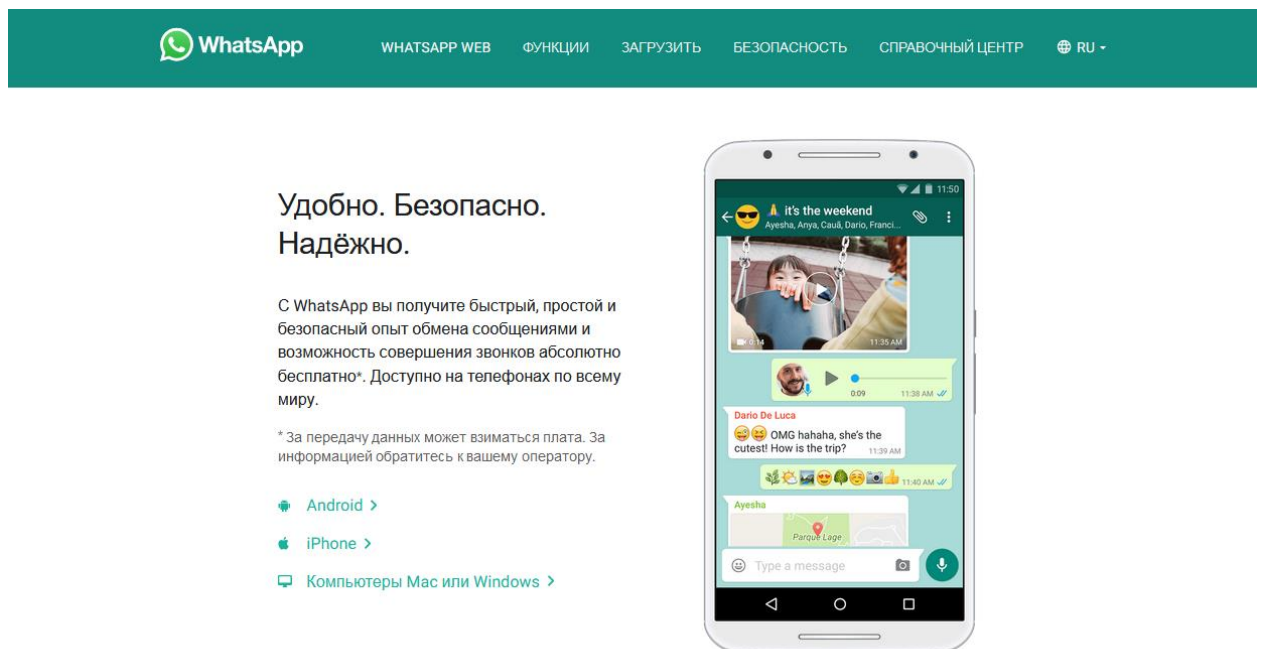 WhatsApp
WHATSAPP WEB
ФУНКЦИИ
ЗАГРУЗИТЬ
БЕЗОПАСНОСТЬ
СПРАВОЧНЫЙ ЦЕНТР
RU
Удобно. Безопасно.
Надёжно.
С WhatsApp вы получите быстрый, простой и
безопасный опыт обмена сообщениями и
возможность совершения звонков абсолютно
бесплатно*. Доступно на телефонах по всему
миру.
* За передачу данных может взиматься плата. За
информацией обратитесь к вашему оператору.
Android
iPhone
Компьютеры Mac или Windows
11:50
it's the weekend
Ayesha, Anya, Cauã, Dario, Franci...
0:14
11:35 AM
0:09
11:38 AM
Dario De Luca
OMG hahaha, she's the
cutest! How is the trip?
11:39 AM
11:40 AM
Ayesha
Parque Lage
Type a message